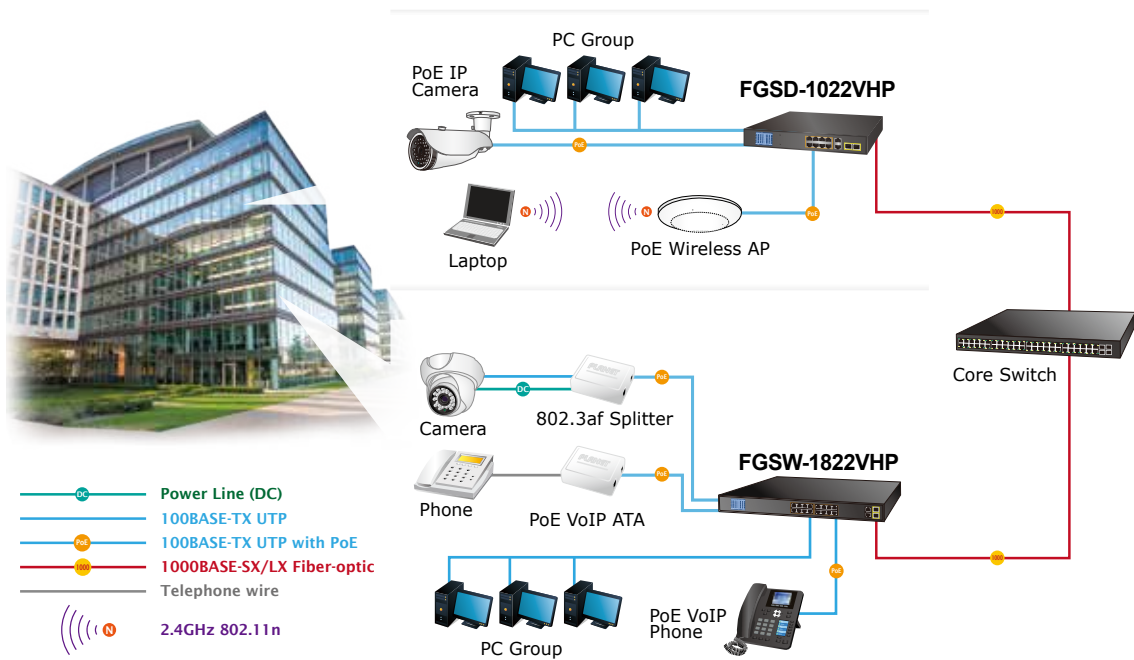 PC Group
PoE IP
Camera
FGSD-1022VHP
PoE
N
N
PoE
1000
Laptop
PoE Wireless AP
Core Switch
DC
PLANET
PoE
Camera
802.3af Splitter
PLANET
PoE
FGSW-1822VHP
Phone
PoE VoIP ATA
DC
Power Line (DC)
100BASE-TX UTP
PoE
100BASE-TX UTP with PoE
1000
1000BASE-SX/LX Fiber-optic
Telephone wire
N
2.4GHz 802.11n
1000
PoE
PC Group
PoE VoIP
Phone